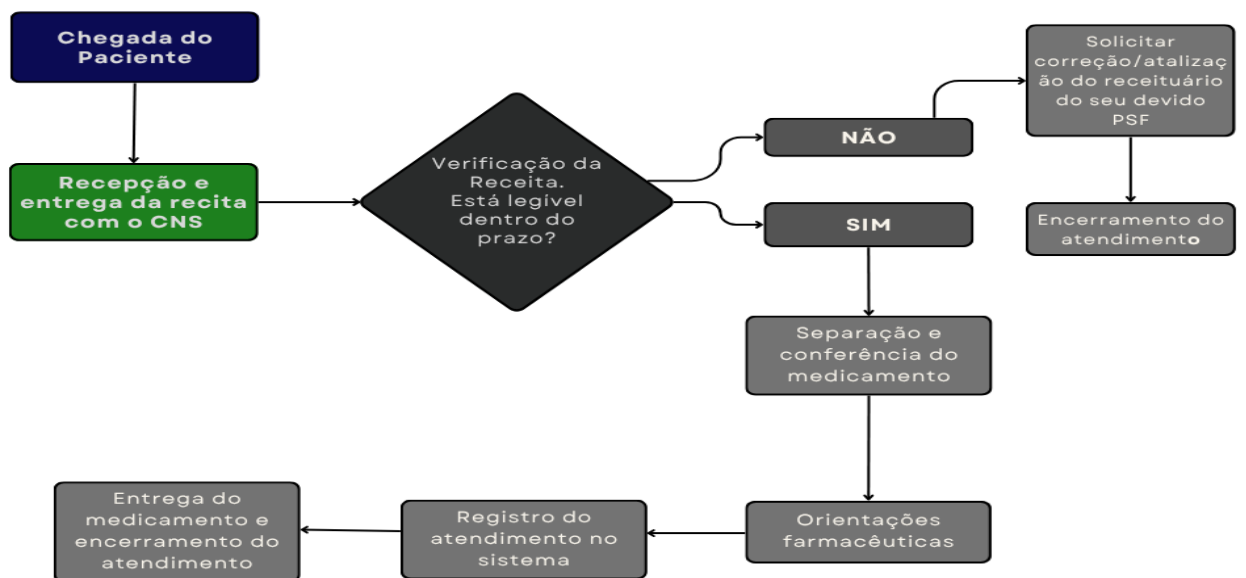 Chegada do
Paciente
Recepção e
entrega da recita
com o CNS
Verificação da
Receita.
Está legível
dentro do
prazo?
NÃO
SIM
Solicitar
correção/atalizaç
ão do receituário
do seu devido
PSF
Encerramento do
atendimento
Separação e
conferência do
medicamento
Orientações
farmacêuticas
Registro do
atendimento no
sistema
Entrega do
medicamento e
encerramento do
atendimento